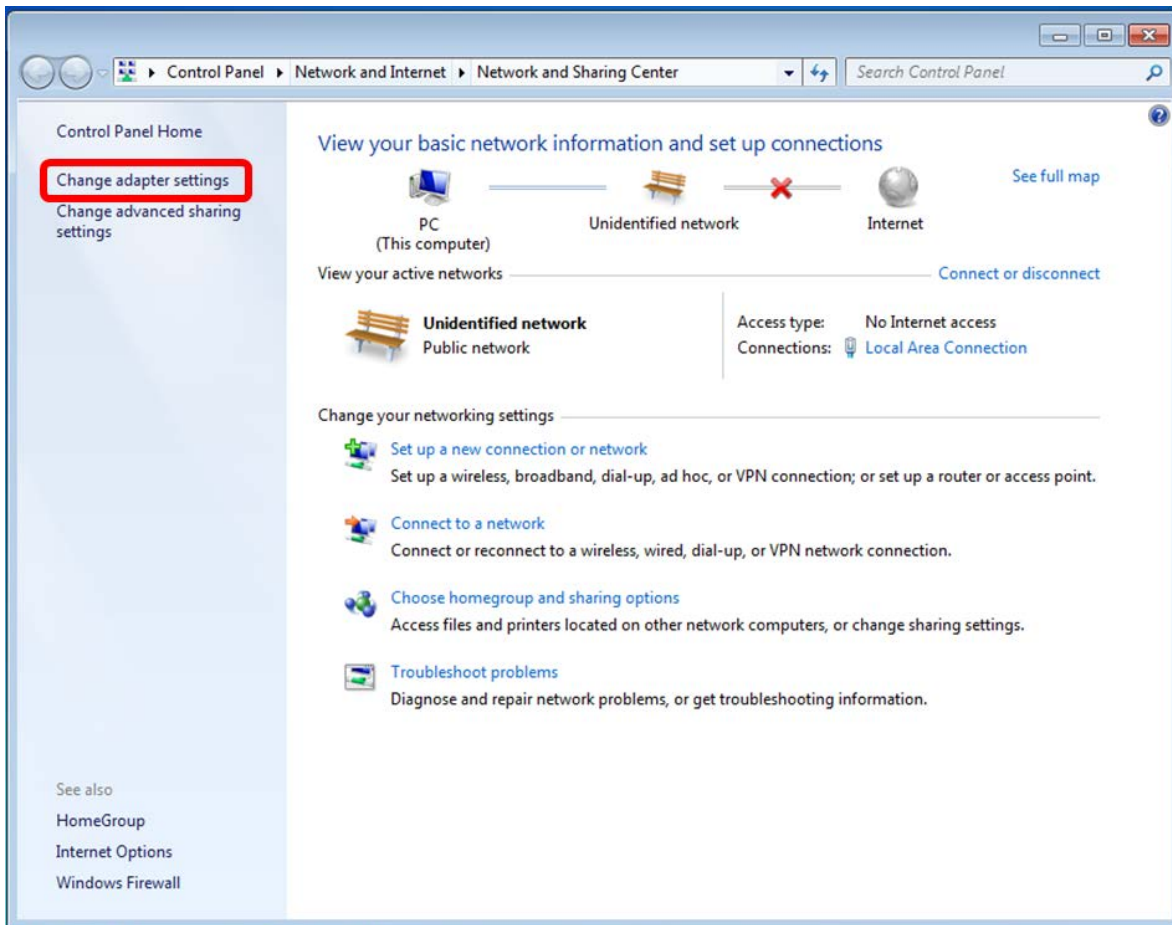 Control Panel Network and Internet Network and Sharing Center Search Control Panel
Control Panel Home
Change adapter settings
Change advanced sharing
settings
View your basic network information and set up connections
See full map
PC
(This computer)
Unidentified network
Internet
View your active networks
Connect or disconnect
Unidentified network
Public network
Access type: No Internet access
Connections: Local Area Connection
Change your networking settings
Set up a new connection or network
Set up a wireless, broadband, dial-up, ad hoc, or VPN connection; or set up a router or access point.
Connect to a network
Connect or reconnect to a wireless, wired, dial-up, or VPN network connection.
Choose homegroup and sharing options
Access files and printers located on other network computers, or change sharing settings.
Troubleshoot problems
Diagnose and repair network problems, or get troubleshooting information.
See also
HomeGroup
Internet Options
Windows Firewall